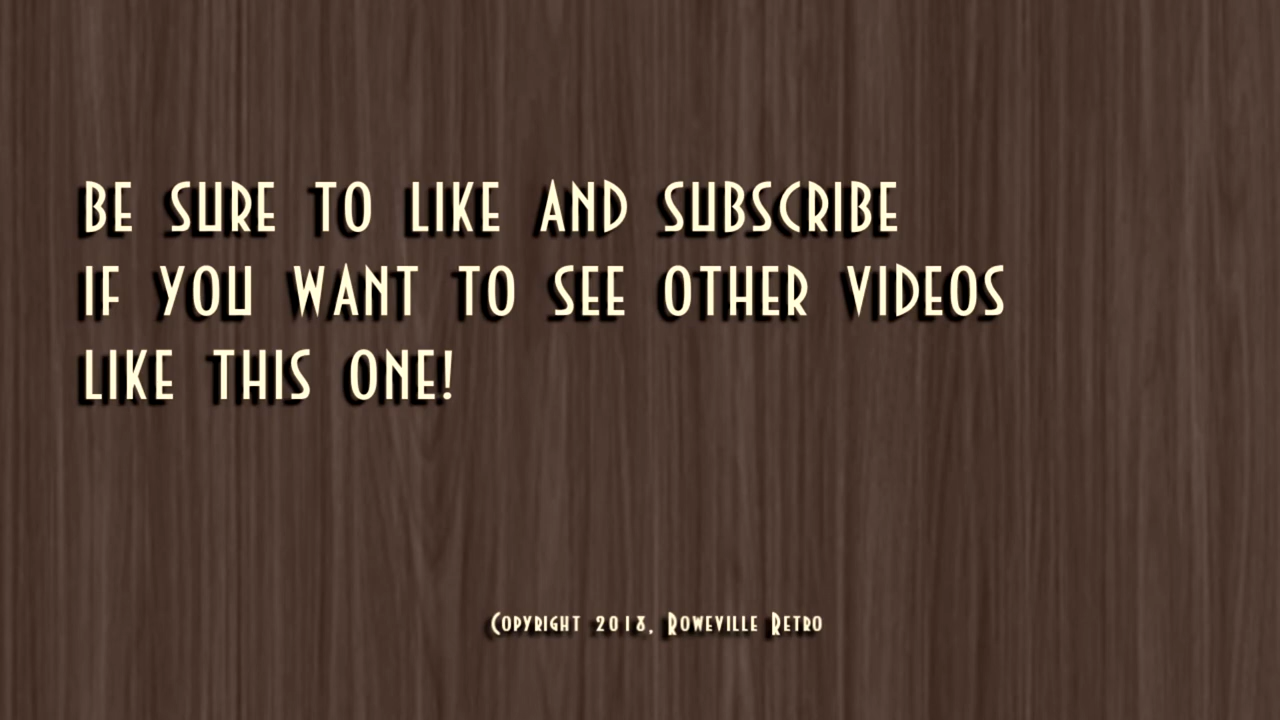 BE SURE TO LIKE AND SUBSCRIBE
IF YOU WANT TO SEE OTHER VIDEOS
LIKE THIS ONE!
Copyright 2018, Roweville Retro